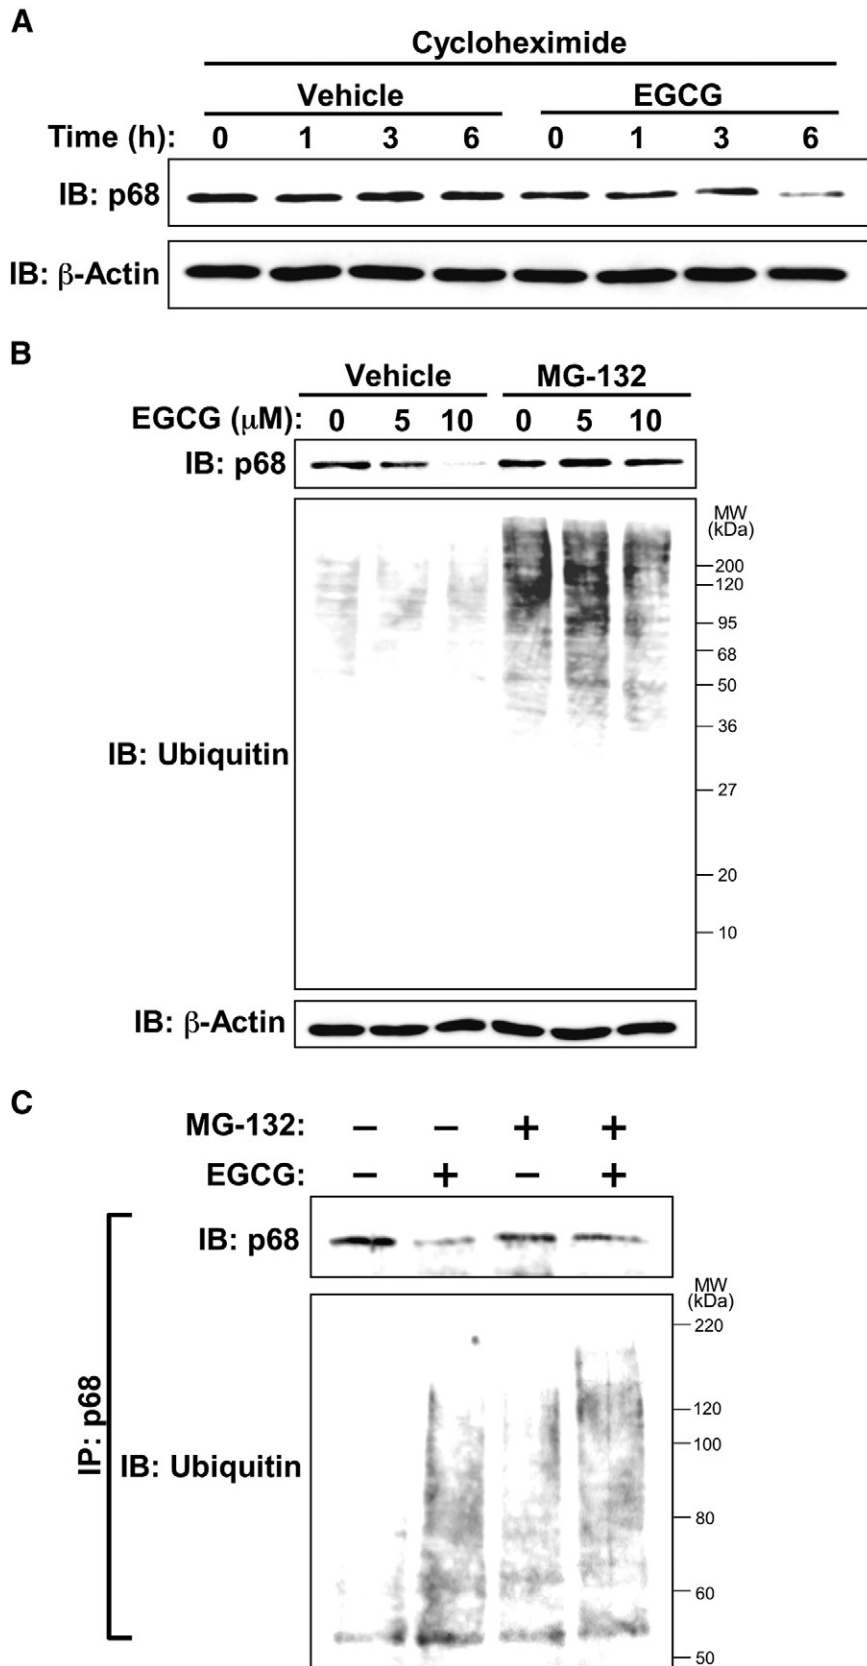 A
Cycloheximide
Vehicle EGCG
Time (h): 0 1 3 6 0 1 3 6
IB: p68
IB: β-Actin
B
Vehicle MG-132
EGCG (μM): 0 5 10 0 5 10
IB: p68
MW
(kDa)
200
120
95
68
50
36
IB: Ubiquitin
27
20
10
IB: β-Actin
C
MG-132: – – + +
EGCG: – + – +
IB: p68
MW
(kDa)
220
120
100
IP: p68
IB: Ubiquitin
80
60
50